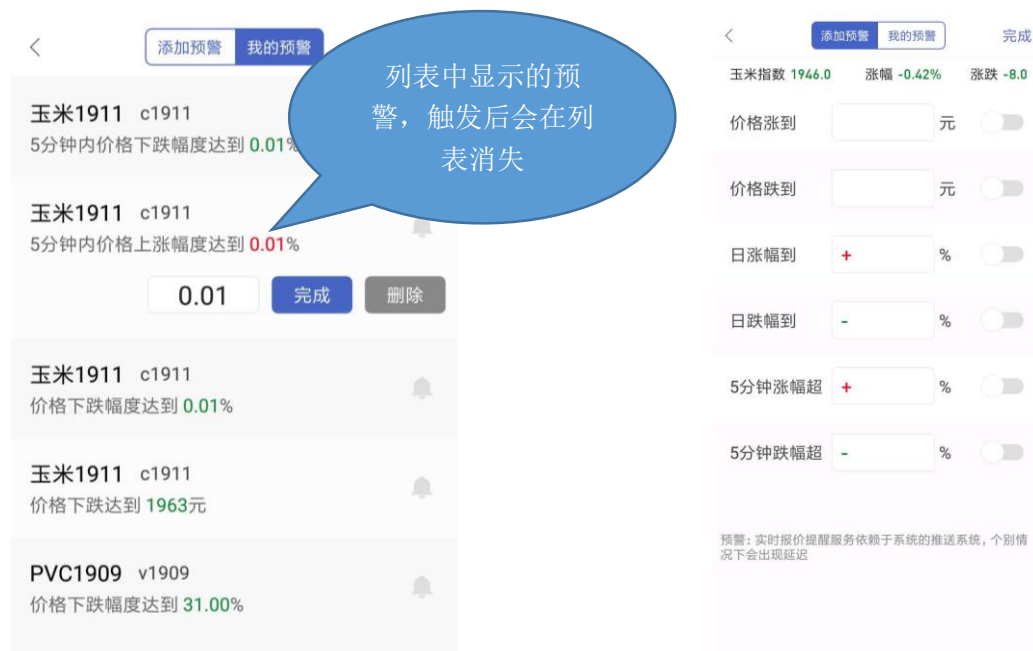 添加预警 我的预警
玉米1911 c1911
5分钟内价格下跌幅度达到 0.01%
玉米1911 c1911
5分钟内价格上涨幅度达到 0.01%
0.01 完成 删除
玉米1911 c1911
价格下跌幅度达到 0.01%
玉米1911 c1911
价格下跌达到 1963元
PVC1909 v1909
价格下跌幅度达到 31.00%
列表中显示的预
警，触发后会在列
表消失
添加预警 我的预警 完成
玉米指数 1946.0 涨幅 -0.42% 涨跌 -8.0
价格涨到 元
价格跌到 元
日涨幅到 + %
日跌幅到 - %
5分钟涨幅超 + %
5分钟跌幅超 - %
预警：实时报价提醒服务依赖于系统的推送系统，个别情
况下会出现延迟